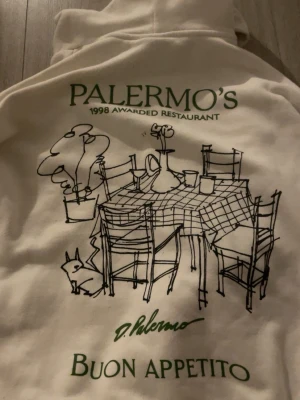 PALERMO'S
1998 AWARDED RESTAURANT
D. Palermo
BUON APPETITO